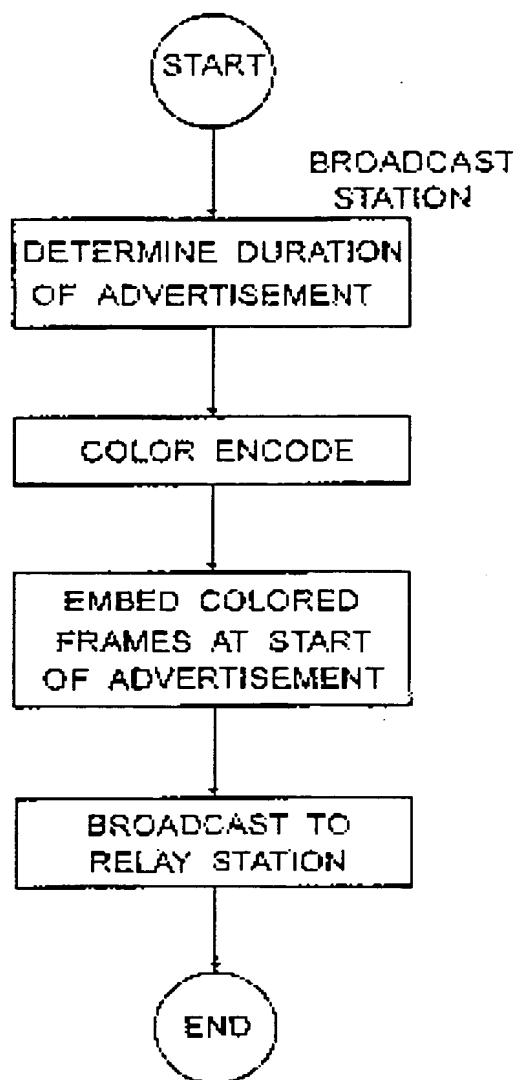 START
BROADCAST
STATION
DETERMINE DURATION
OF ADVERTISEMENT
COLOR ENCODE
EMBED COLORED
FRAMES AT START
OF ADVERTISEMENT
BROADCAST TO
RELAY STATION
END